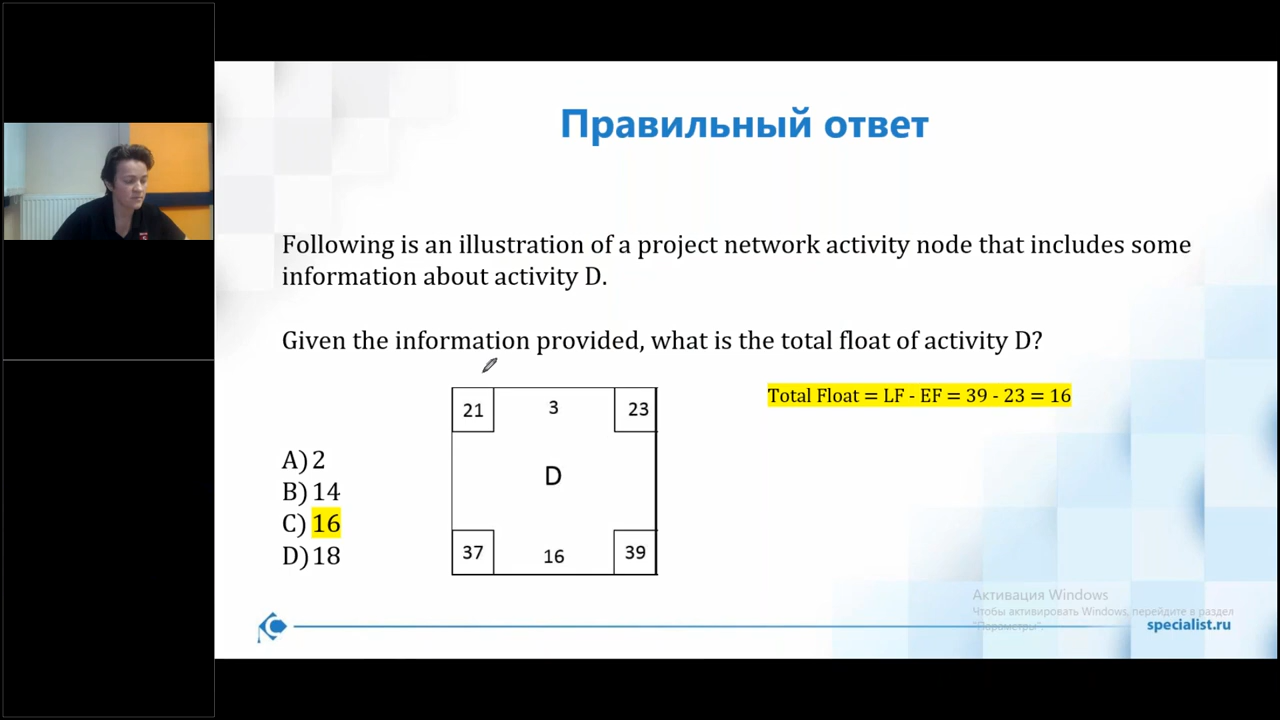 Правильный ответ
Following is an illustration of a project network activity node that includes some
information about activity D.
Given the information provided, what is the total float of activity D?
Total Float = LF - EF = 39 - 23 = 16
A) 2
B) 14
C) 16
D) 18
21 3 23
D
37 16 39
Активация Windows
Чтобы активировать Windows, перейдите в раздел
"Параметры".
specialist.ru